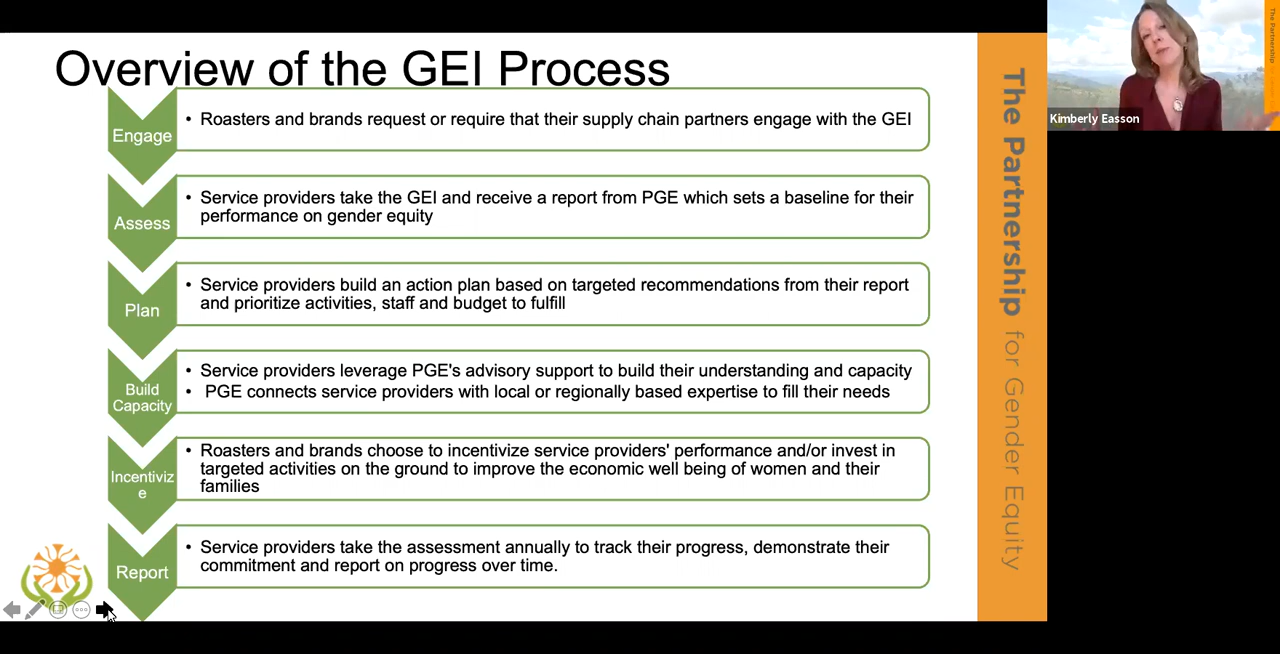 Overview of the GEI Process
Engage
• Roasters and brands request or require that their supply chain partners engage with the GEI
Assess
• Service providers take the GEI and receive a report from PGE which sets a baseline for their
performance on gender equity
Plan
• Service providers build an action plan based on targeted recommendations from their report
and prioritize activities, staff and budget to fulfill
Build
Capacity
• Service providers leverage PGE's advisory support to build their understanding and capacity
• PGE connects service providers with local or regionally based expertise to fill their needs
Incentiviz
e
• Roasters and brands choose to incentivize service providers' performance and/or invest in
targeted activities on the ground to improve the economic well being of women and their
families
Report
• Service providers take the assessment annually to track their progress, demonstrate their
commitment and report on progress over time.
The Partnership for Gender Equity
Kimberly Easson
The Partnership